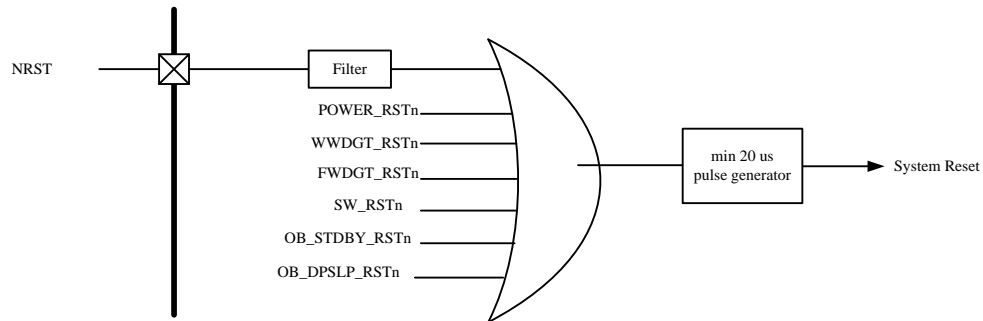 NRST
Filter
POWER_RSTn
WWDGT_RSTn
FWDGT_RSTn
SW_RSTn
OB_STDBY_RSTn
OB_DPSLP_RSTn
min 20 us
pulse generator
System Reset